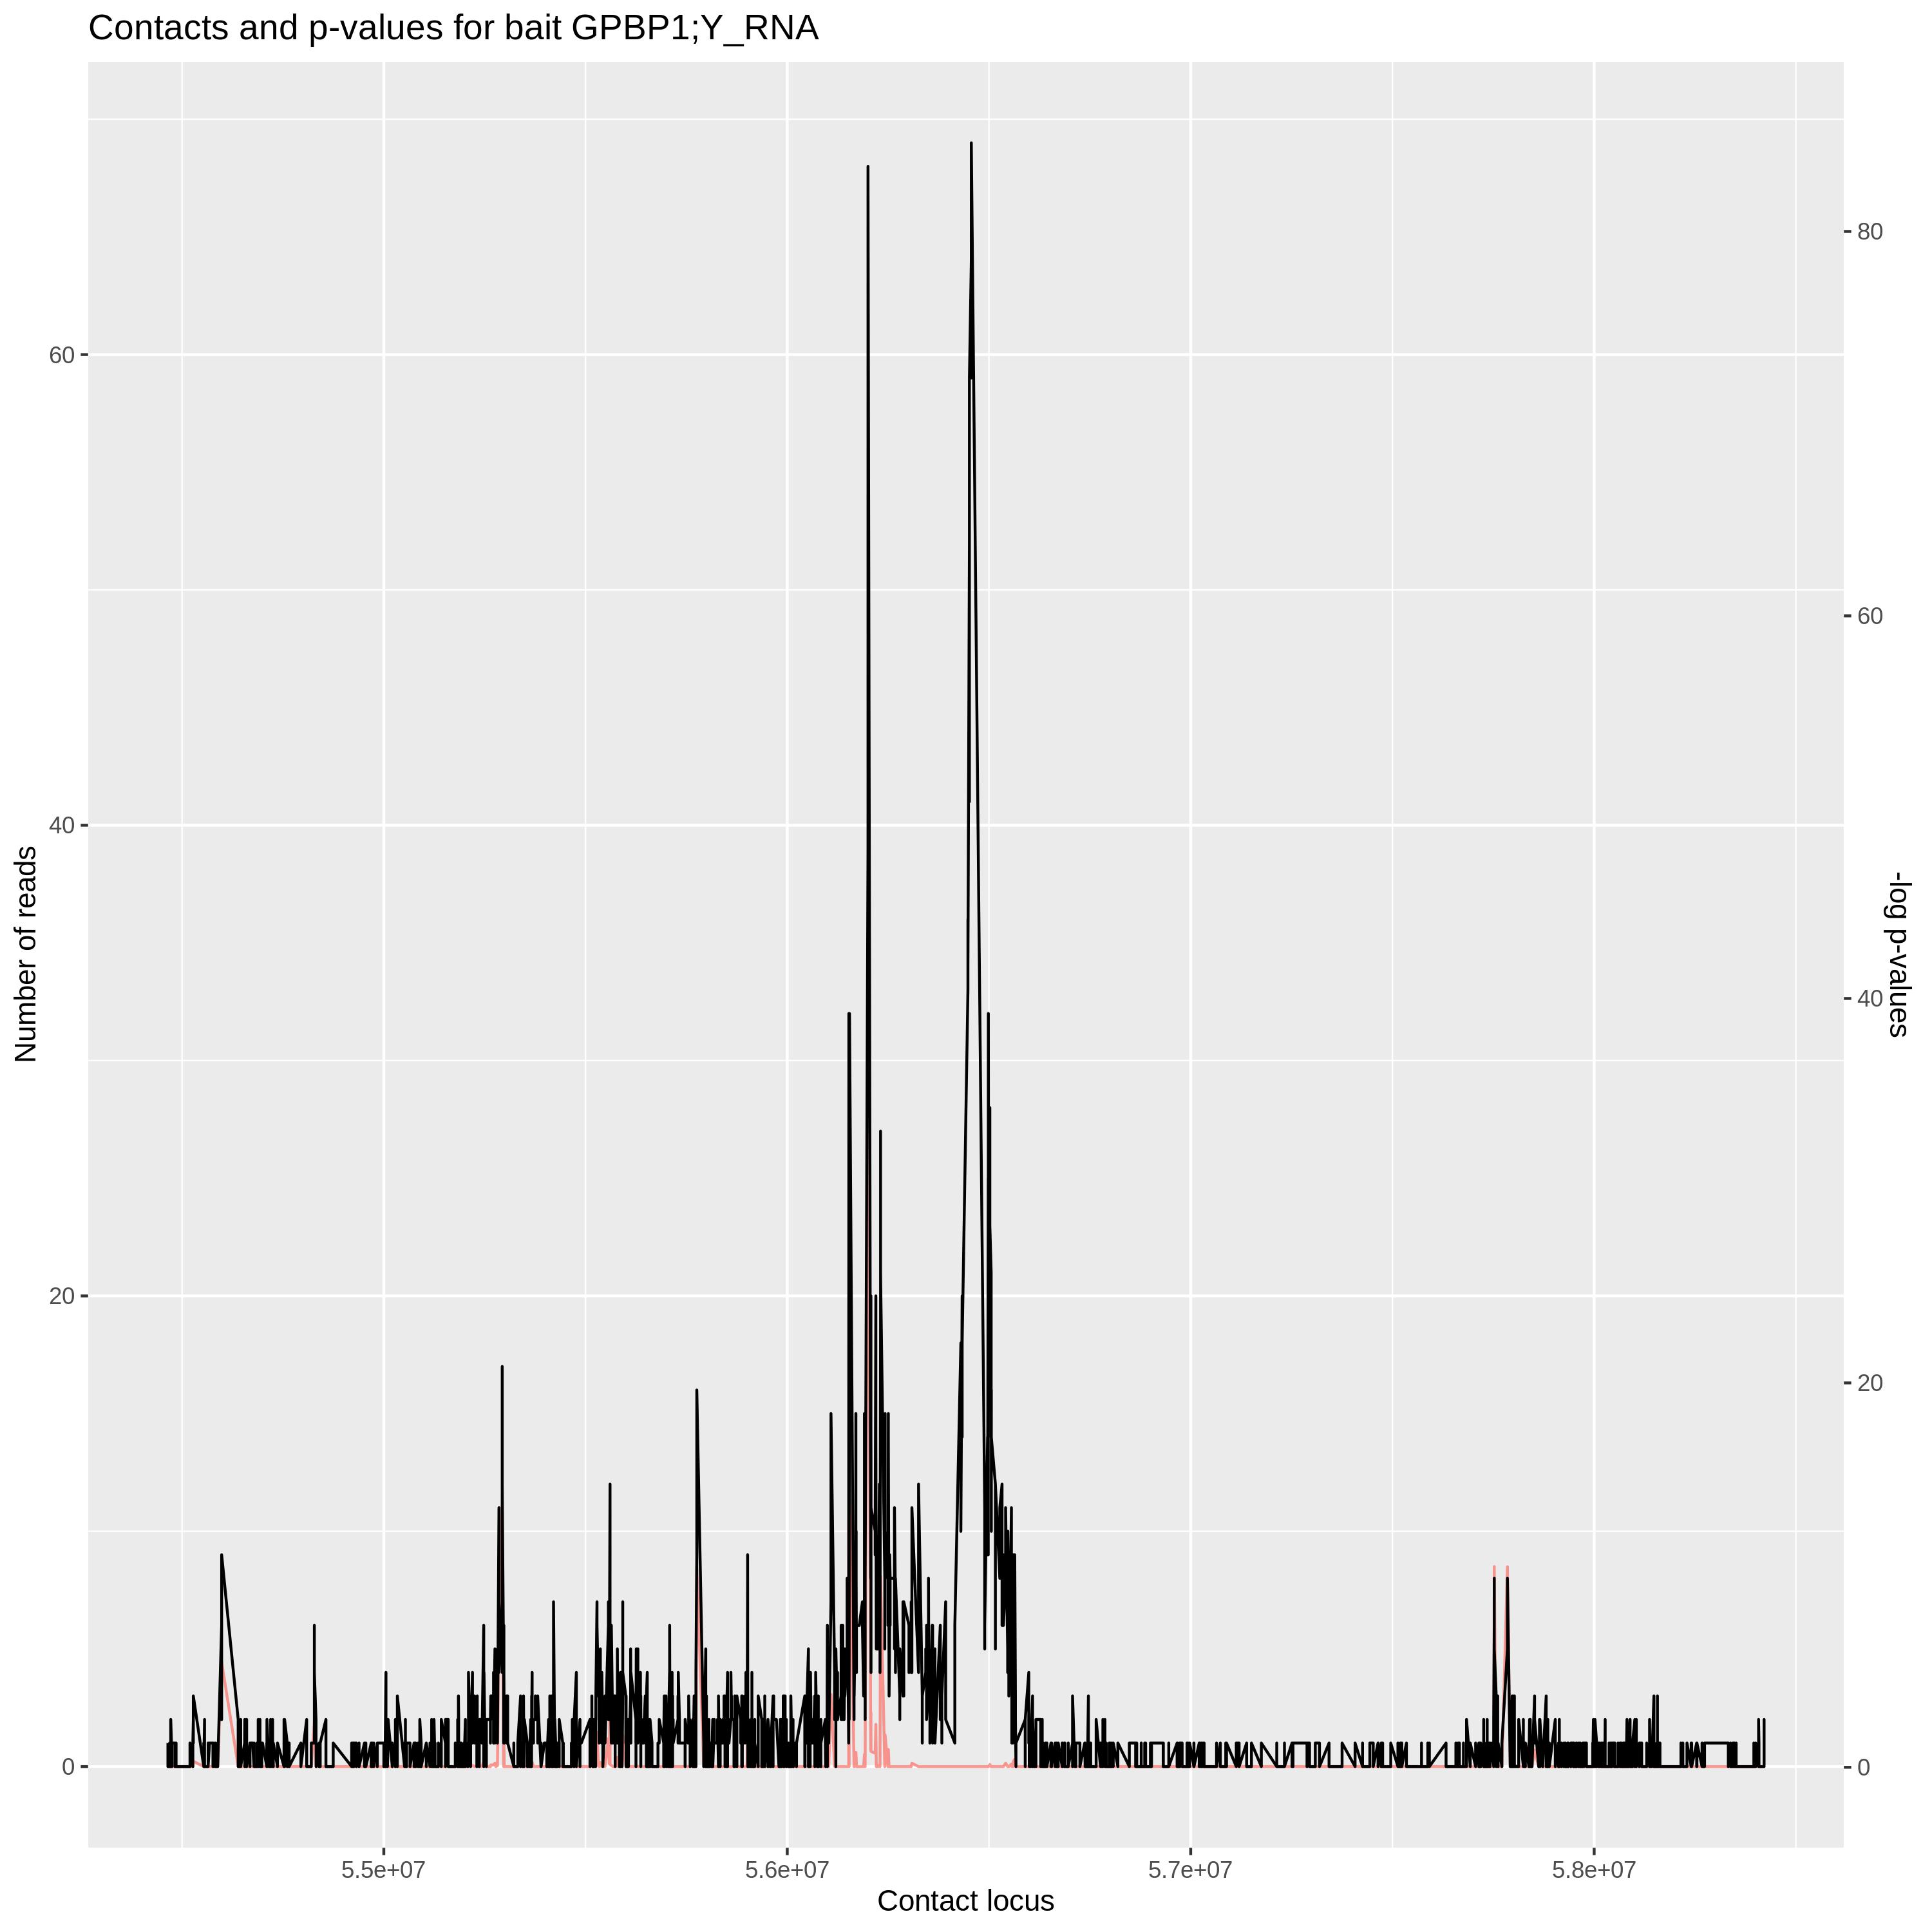 Contacts and p-values for bait GPBP1;Y_RNA
Number of reads
60
40
20
0
80
60
40
20
0
-log p-values
5.5e+07 5.6e+07 5.7e+07 5.8e+07
Contact locus